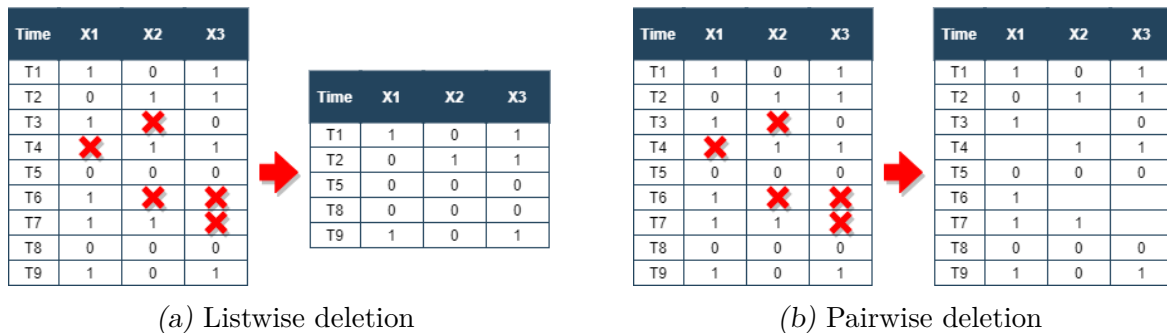 Time X1 X2 X3
T1 1 0 1
T2 0 1 1
T3 1 0
T4 1 1
T5 0 0 0
T6 1
T7 1 1
T8 0 0 0
T9 1 0 1
Time X1 X2 X3
T1 1 0 1
T2 0 1 1
T5 0 0 0
T8 0 0 0
T9 1 0 1
(a) Listwise deletion
Time X1 X2 X3
T1 1 0 1
T2 0 1 1
T3 1 0
T4 1 1
T5 0 0 0
T6 1
T7 1 1
T8 0 0 0
T9 1 0 1
Time X1 X2 X3
T1 1 0 1
T2 0 1 1
T3 1 0
T4 1 1
T5 0 0 0
T6 1
T7 1 1
T8 0 0 0
T9 1 0 1
(b) Pairwise deletion